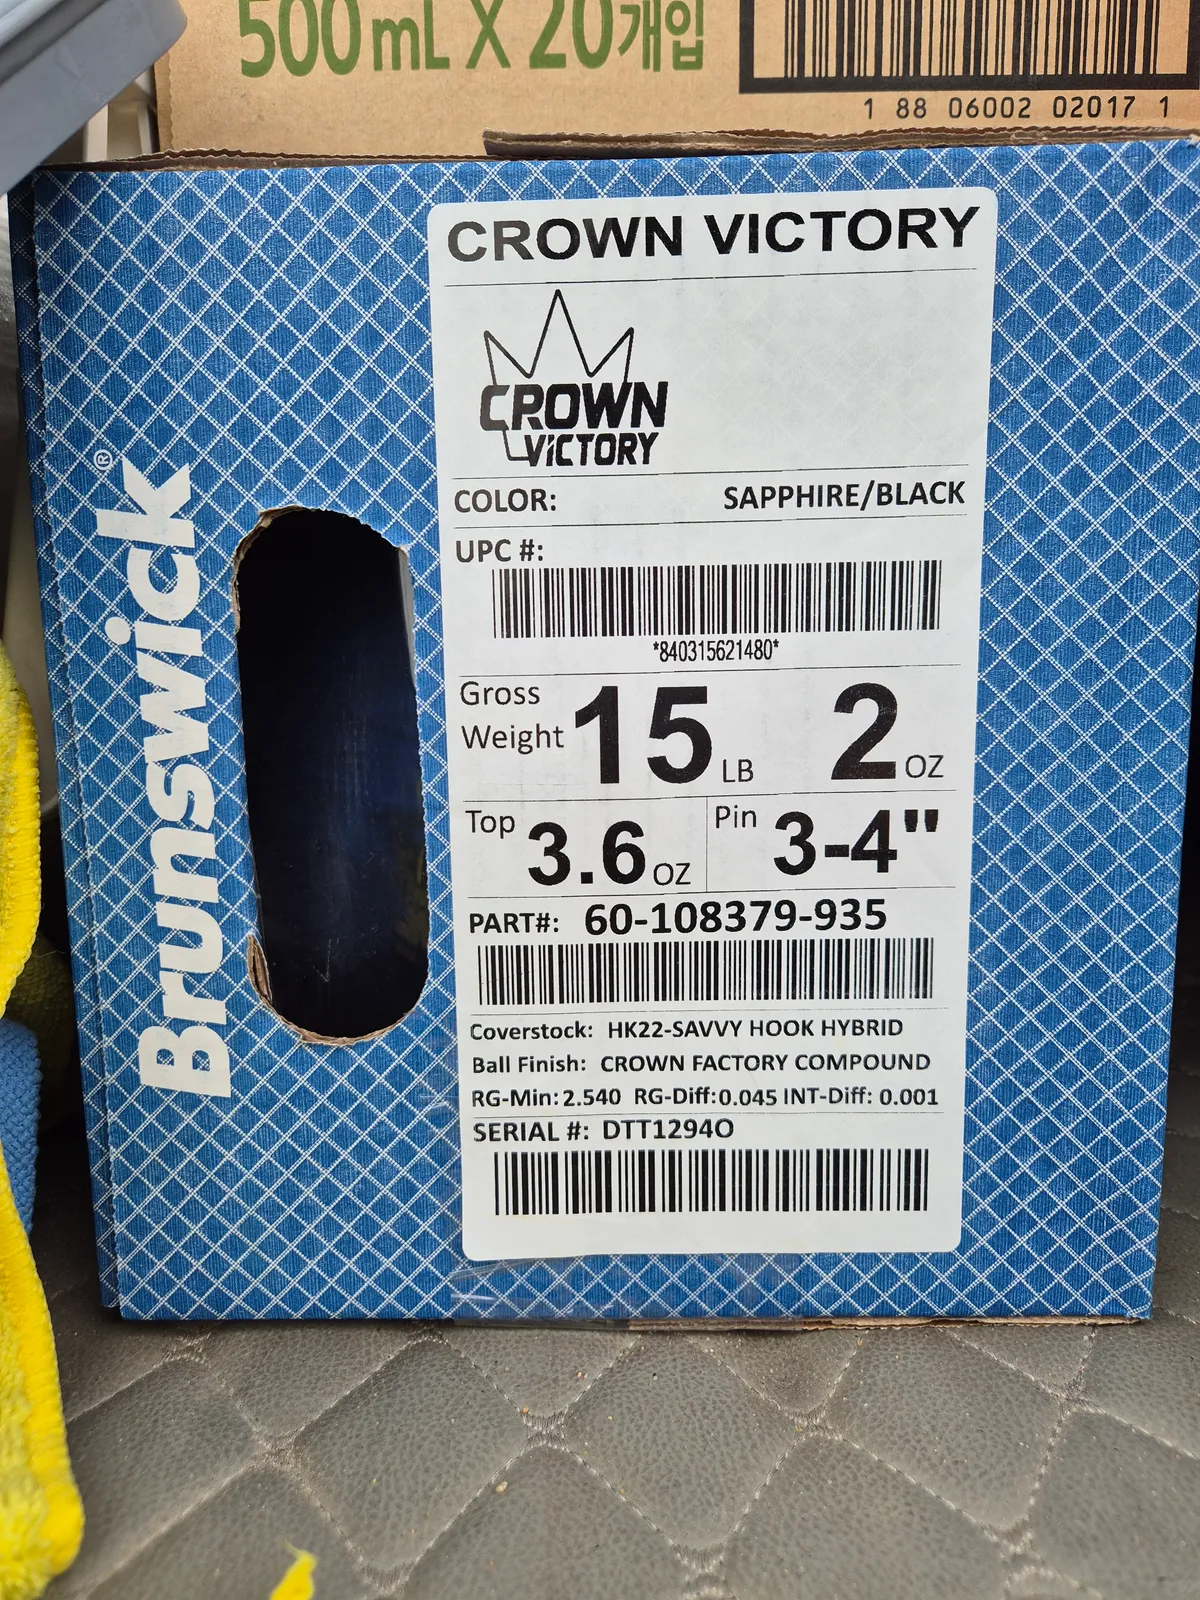 500mL X 20개입
1 88 06002 02017 1
CROWN VICTORY
CROWN
VICTORY
COLOR: SAPPHIRE/BLACK
UPC #:
*840315621480*
Gross Weight 15 LB 2 OZ
Top 3.6 OZ Pin 3-4"
PART#: 60-108379-935
Coverstock: HK22-SAVVY HOOK HYBRID
Ball Finish: CROWN FACTORY COMPOUND
RG-Min: 2.540 RG-Diff: 0.045 INT-Diff: 0.001
SERIAL #: DTT1294O
Brunswick®